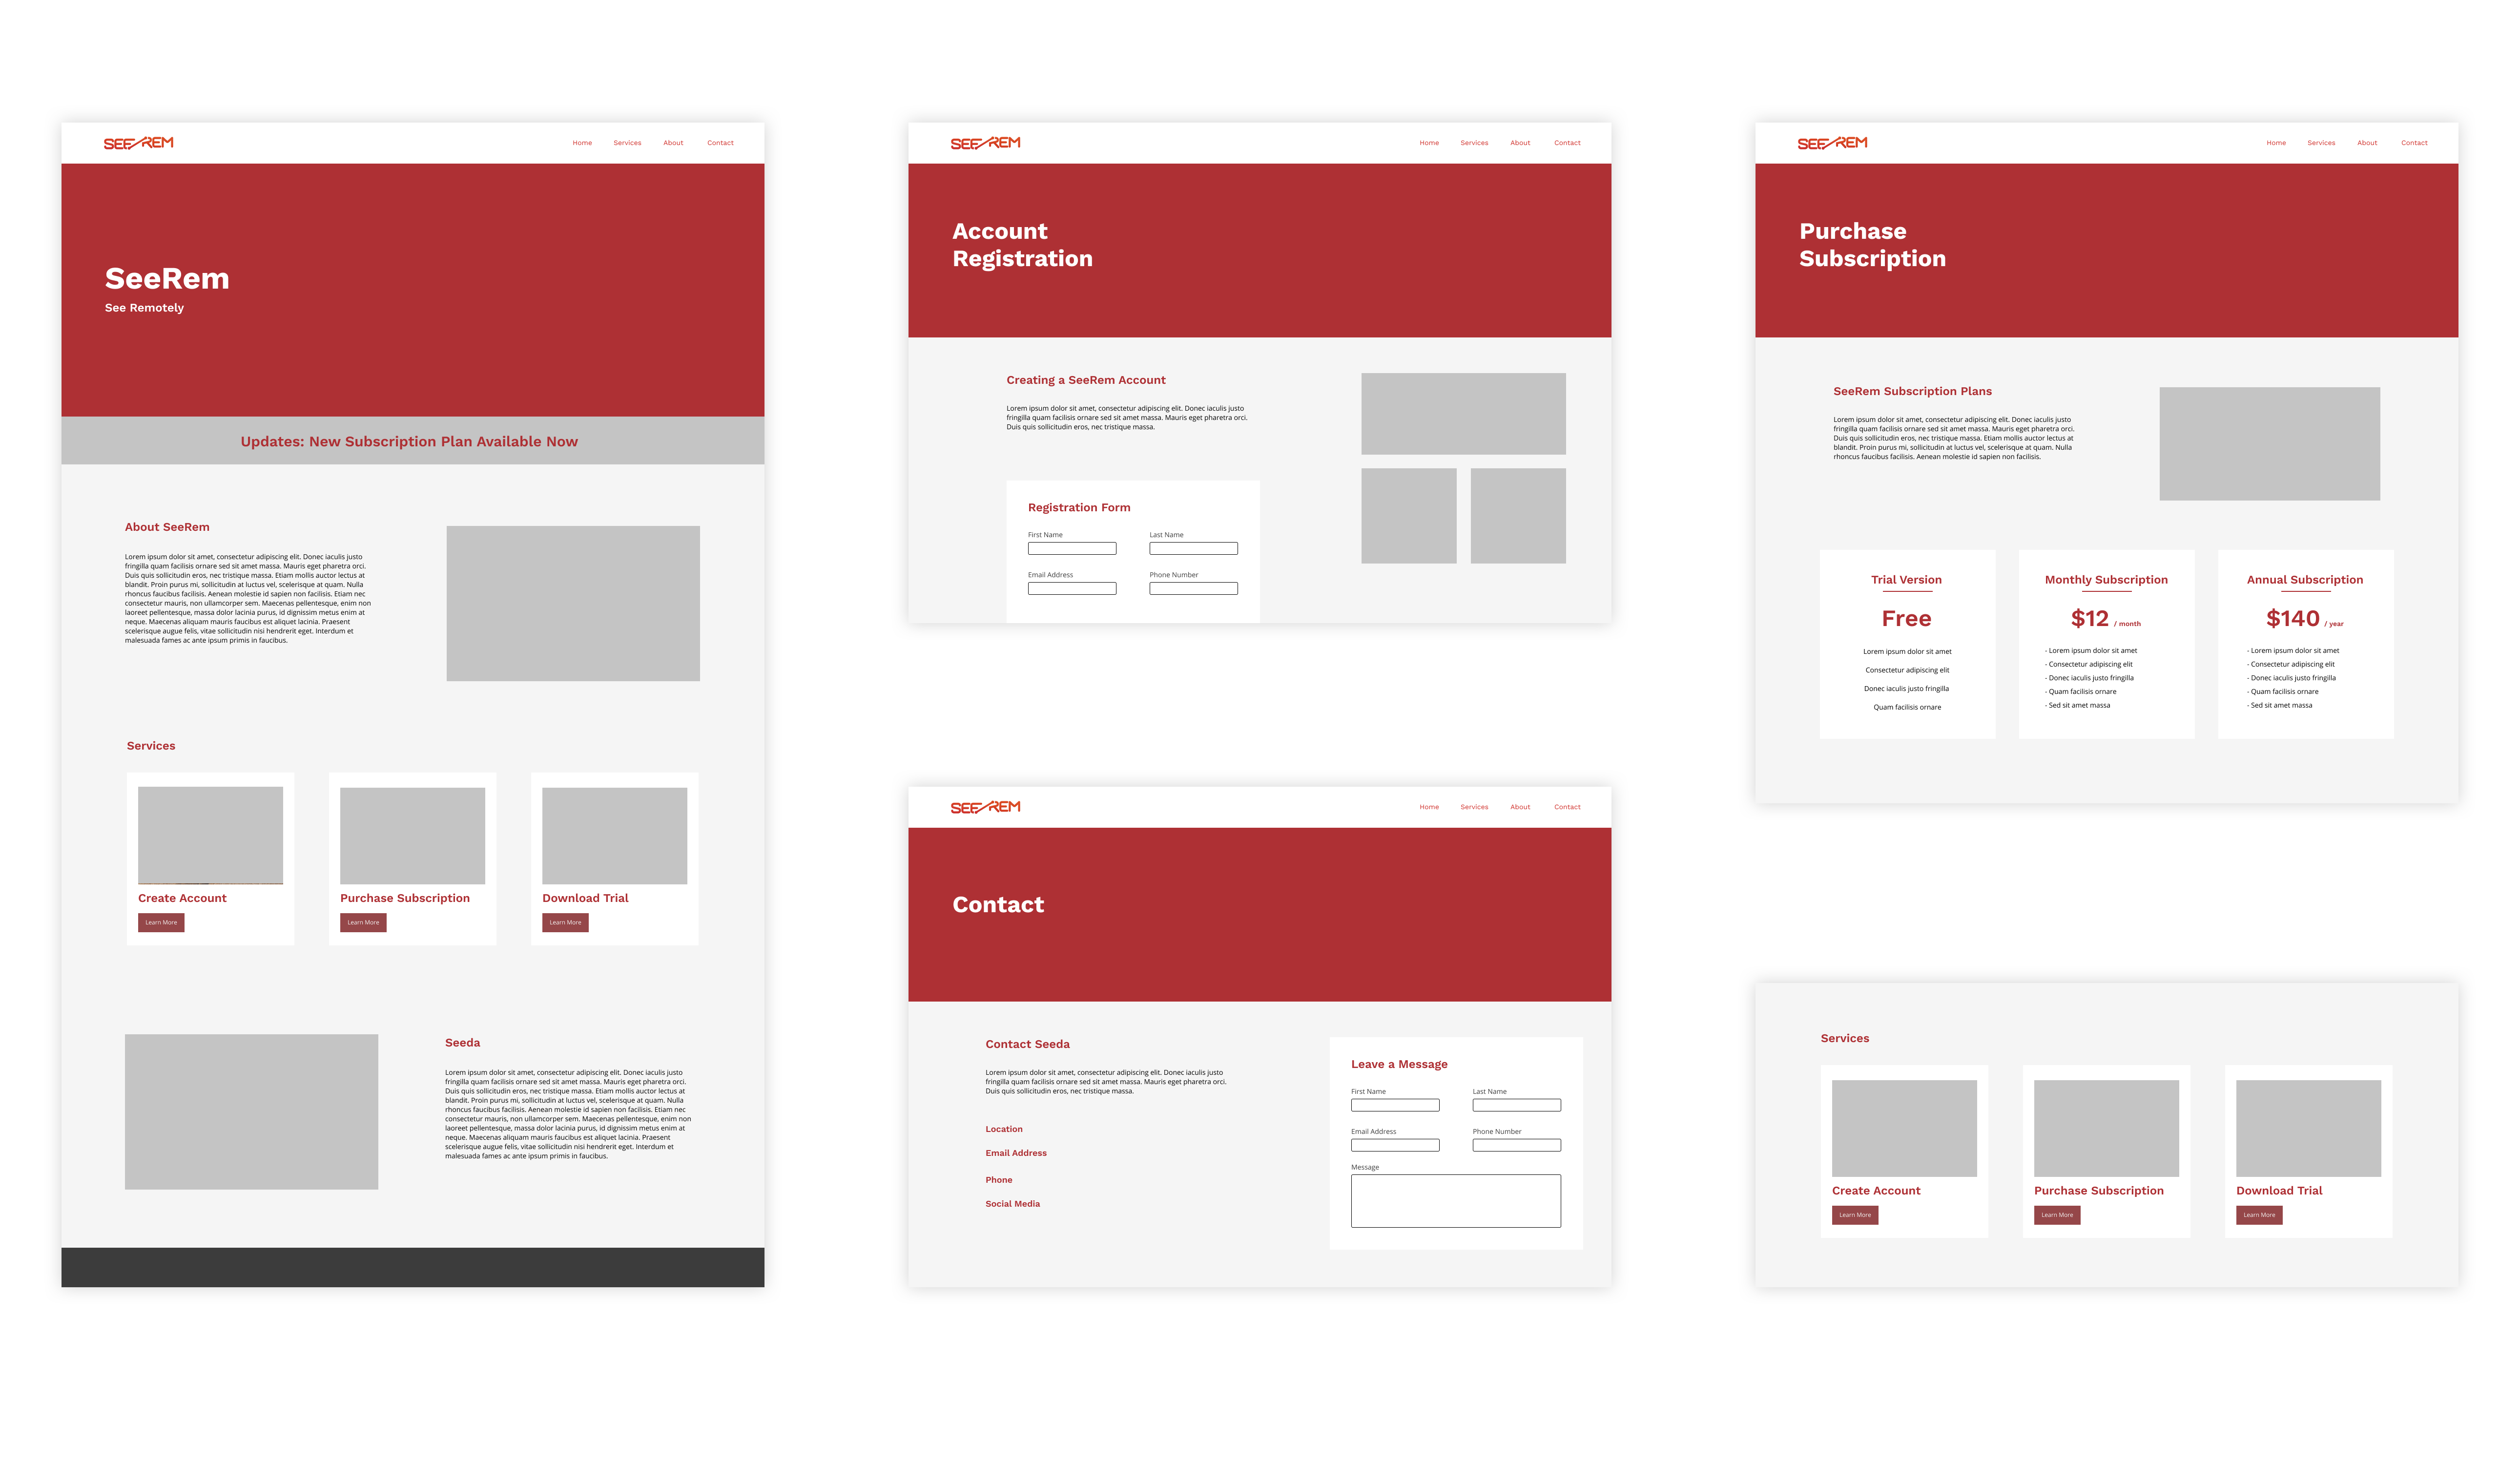 SEEREM
Home Services About Contact
SeeRem
See Remotely
Updates: New Subscription Plan Available Now
About SeeRem
Lorem ipsum dolor sit amet, consectetur adipiscing elit. Donec iaculis justo
fringilla quam facilisis ornare sed sit amet massa. Mauris eget pharetra orci.
Duis quis sollicitudin eros, nec tristique massa. Etiam mollis auctor lectus at
blandit. Proin purus mi, sollicitudin at luctus vel, scelerisque at quam. Nulla
rhoncus faucibus facilisis. Aenean molestie id sapien non facilisis. Etiam nec
consectetur mauris, non ullamcorper sem. Maecenas pellentesque, enim non
laoreet pellentesque, massa dolor lacinia purus, id dignissim metus enim at
neque. Maecenas aliquam mauris faucibus est aliquet lacinia. Praesent
scelerisque augue felis, vitae sollicitudin nisi hendrerit eget. Interdum et
malesuada fames ac ante ipsum primis in faucibus.
Services
Create Account
Learn More
Purchase Subscription
Learn More
Download Trial
Learn More
Seeda
Lorem ipsum dolor sit amet, consectetur adipiscing elit. Donec iaculis justo
fringilla quam facilisis ornare sed sit amet massa. Mauris eget pharetra orci.
Duis quis sollicitudin eros, nec tristique massa. Etiam mollis auctor lectus at
blandit. Proin purus mi, sollicitudin at luctus vel, scelerisque at quam. Nulla
rhoncus faucibus facilisis. Aenean molestie id sapien non facilisis. Etiam nec
consectetur mauris, non ullamcorper sem. Maecenas pellentesque, enim non
laoreet pellentesque, massa dolor lacinia purus, id dignissim metus enim at
neque. Maecenas aliquam mauris faucibus est aliquet lacinia. Praesent
scelerisque augue felis, vitae sollicitudin nisi hendrerit eget. Interdum et
malesuada fames ac ante ipsum primis in faucibus.
SEEREM
Home Services About Contact
Account
Registration
Creating a SeeRem Account
Lorem ipsum dolor sit amet, consectetur adipiscing elit. Donec iaculis justo
fringilla quam facilisis ornare sed sit amet massa. Mauris eget pharetra orci.
Duis quis sollicitudin eros, nec tristique massa.
Registration Form
First Name Last Name
Email Address Phone Number
SEEREM
Home Services About Contact
Contact
Contact Seeda
Lorem ipsum dolor sit amet, consectetur adipiscing elit. Donec iaculis justo
fringilla quam facilisis ornare sed sit amet massa. Mauris eget pharetra orci.
Duis quis sollicitudin eros, nec tristique massa.
Location
Email Address
Phone
Social Media
Leave a Message
First Name Last Name
Email Address Phone Number
Message
SEEREM
Home Services About Contact
Purchase
Subscription
SeeRem Subscription Plans
Lorem ipsum dolor sit amet, consectetur adipiscing elit. Donec iaculis justo
fringilla quam facilisis ornare sed sit amet massa. Mauris eget pharetra orci.
Duis quis sollicitudin eros, nec tristique massa. Etiam mollis auctor lectus at
blandit. Proin purus mi, sollicitudin at luctus vel, scelerisque at quam. Nulla
rhoncus faucibus facilisis. Aenean molestie id sapien non facilisis.
Trial Version
Free
Lorem ipsum dolor sit amet
Consectetur adipiscing elit
Donec iaculis justo fringilla
Quam facilisis ornare
Monthly Subscription
$12 / month
- Lorem ipsum dolor sit amet
- Consectetur adipiscing elit
- Donec iaculis justo fringilla
- Quam facilisis ornare
- Sed sit amet massa
Annual Subscription
$140 / year
- Lorem ipsum dolor sit amet
- Consectetur adipiscing elit
- Donec iaculis justo fringilla
- Quam facilisis ornare
- Sed sit amet massa
Services
Create Account
Learn More
Purchase Subscription
Learn More
Download Trial
Learn More